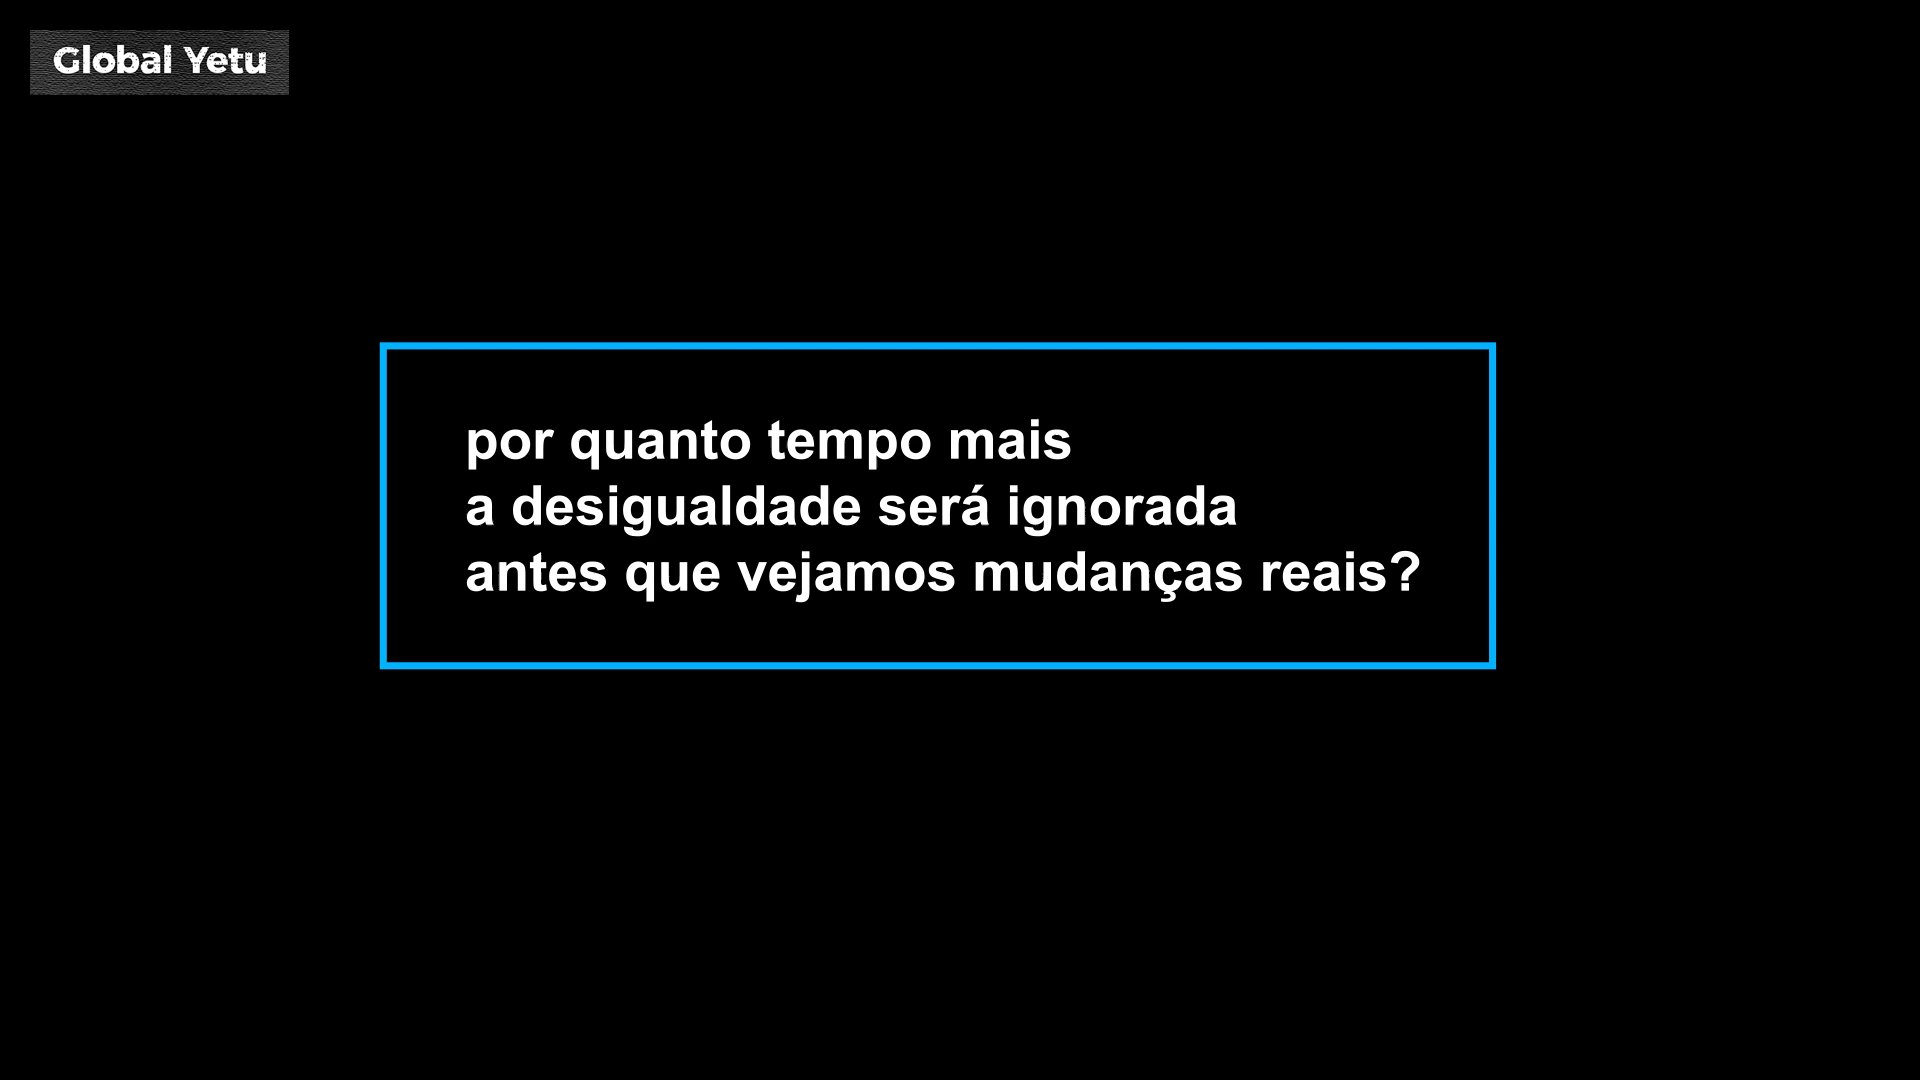 Global Yetu
por quanto tempo mais
a desigualdade será ignorada
antes que vejamos mudanças reais?